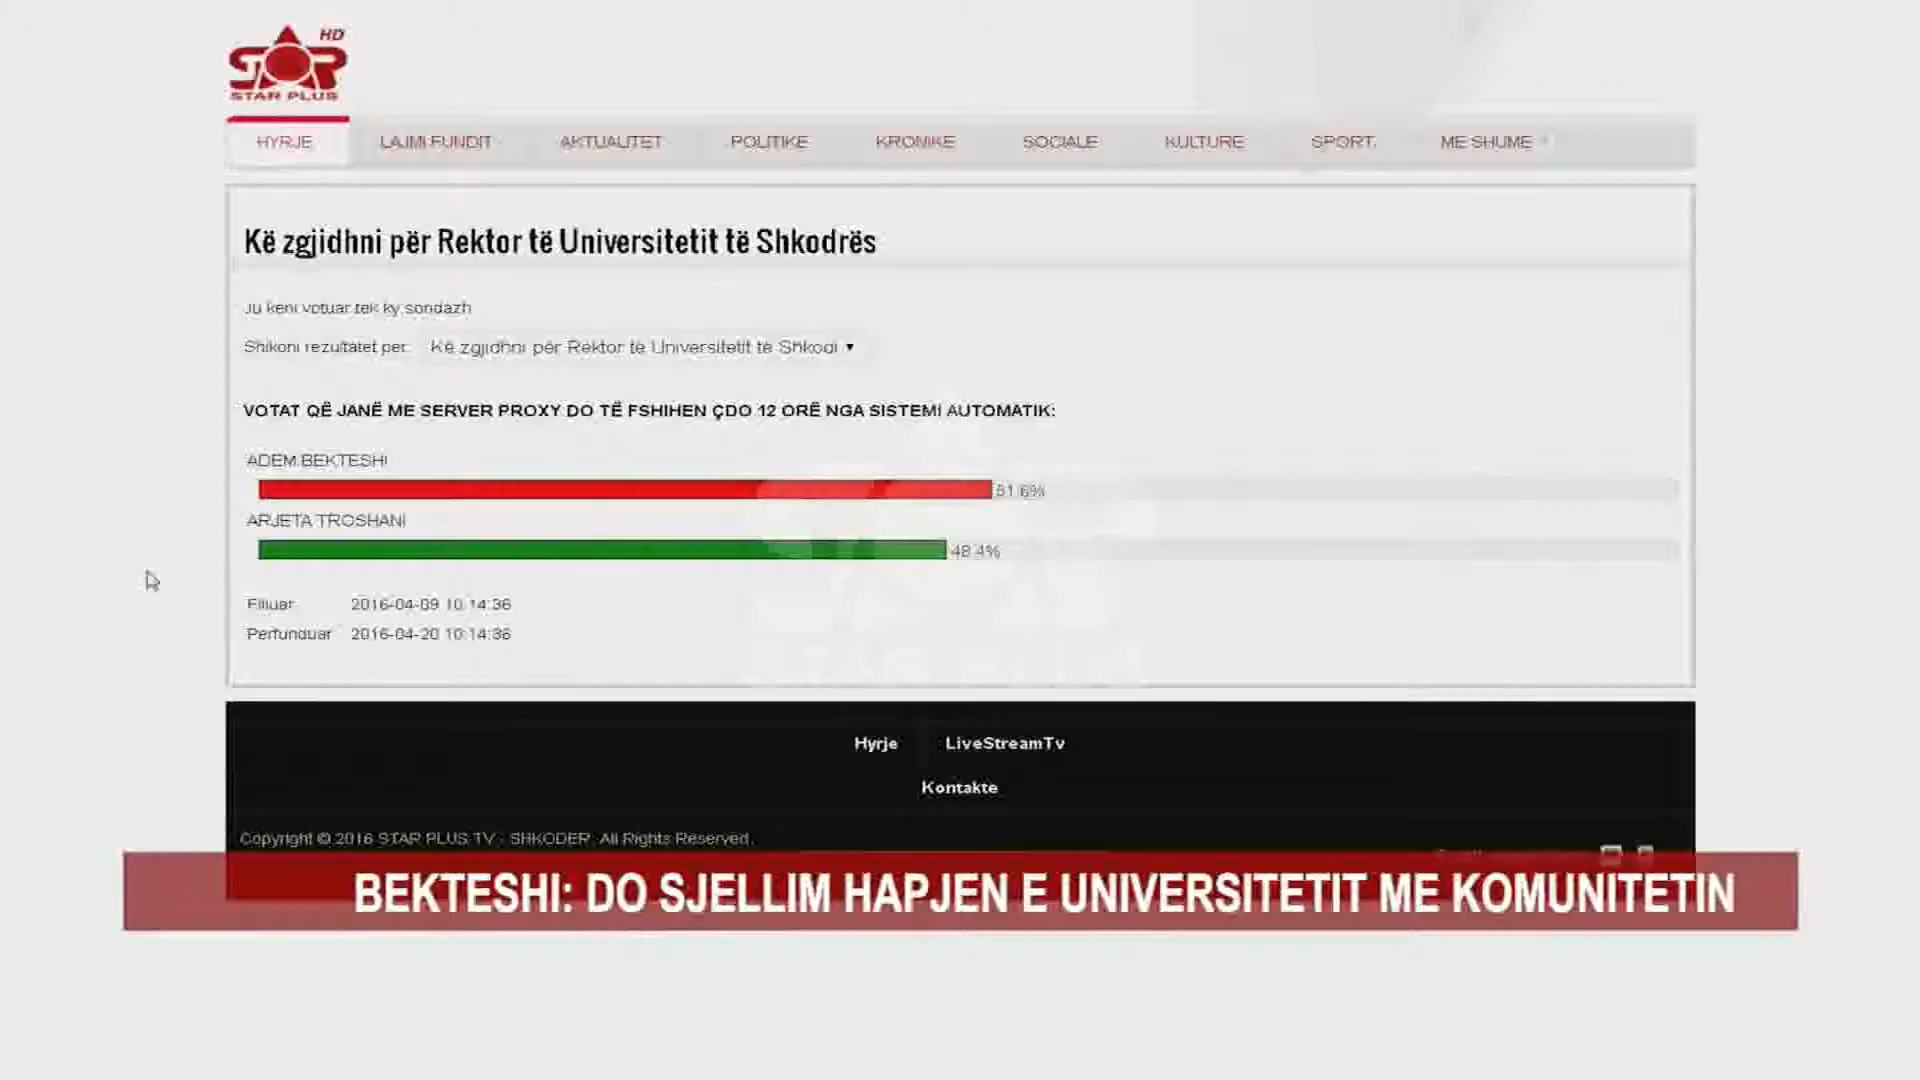 HD
STAR PLUS
HYRJE LAJMI FUNDIT AKTUALITET POLITIKE KRONIKE SOCIALE KULTURE SPORT. ME SHUME
Kë zgjidhni për Rektor të Universitetit të Shkodrës
Ju keni votuar tek ky sondazh
Shikoni rezultatet per: Kë zgjidhni për Rektor të Universitetit të Shkodi
VOTAT QË JANË ME SERVER PROXY DO TË FSHIHEN ÇDO 12 ORË NGA SISTEMI AUTOMATIK:
ADEM BEKTESHI
51.6%
ARJETA TROSHANI
48.4%
Filluar 2016-04-09 10:14:36
Perfunduar 2016-04-20 10:14:36
Hyrje LiveStreamTv
Kontakte
Copyright © 2016 STAR PLUS TV - SHKODER. All Rights Reserved.
BEKTESHI: DO SJELLIM HAPJEN E UNIVERSITETIT ME KOMUNITETIN